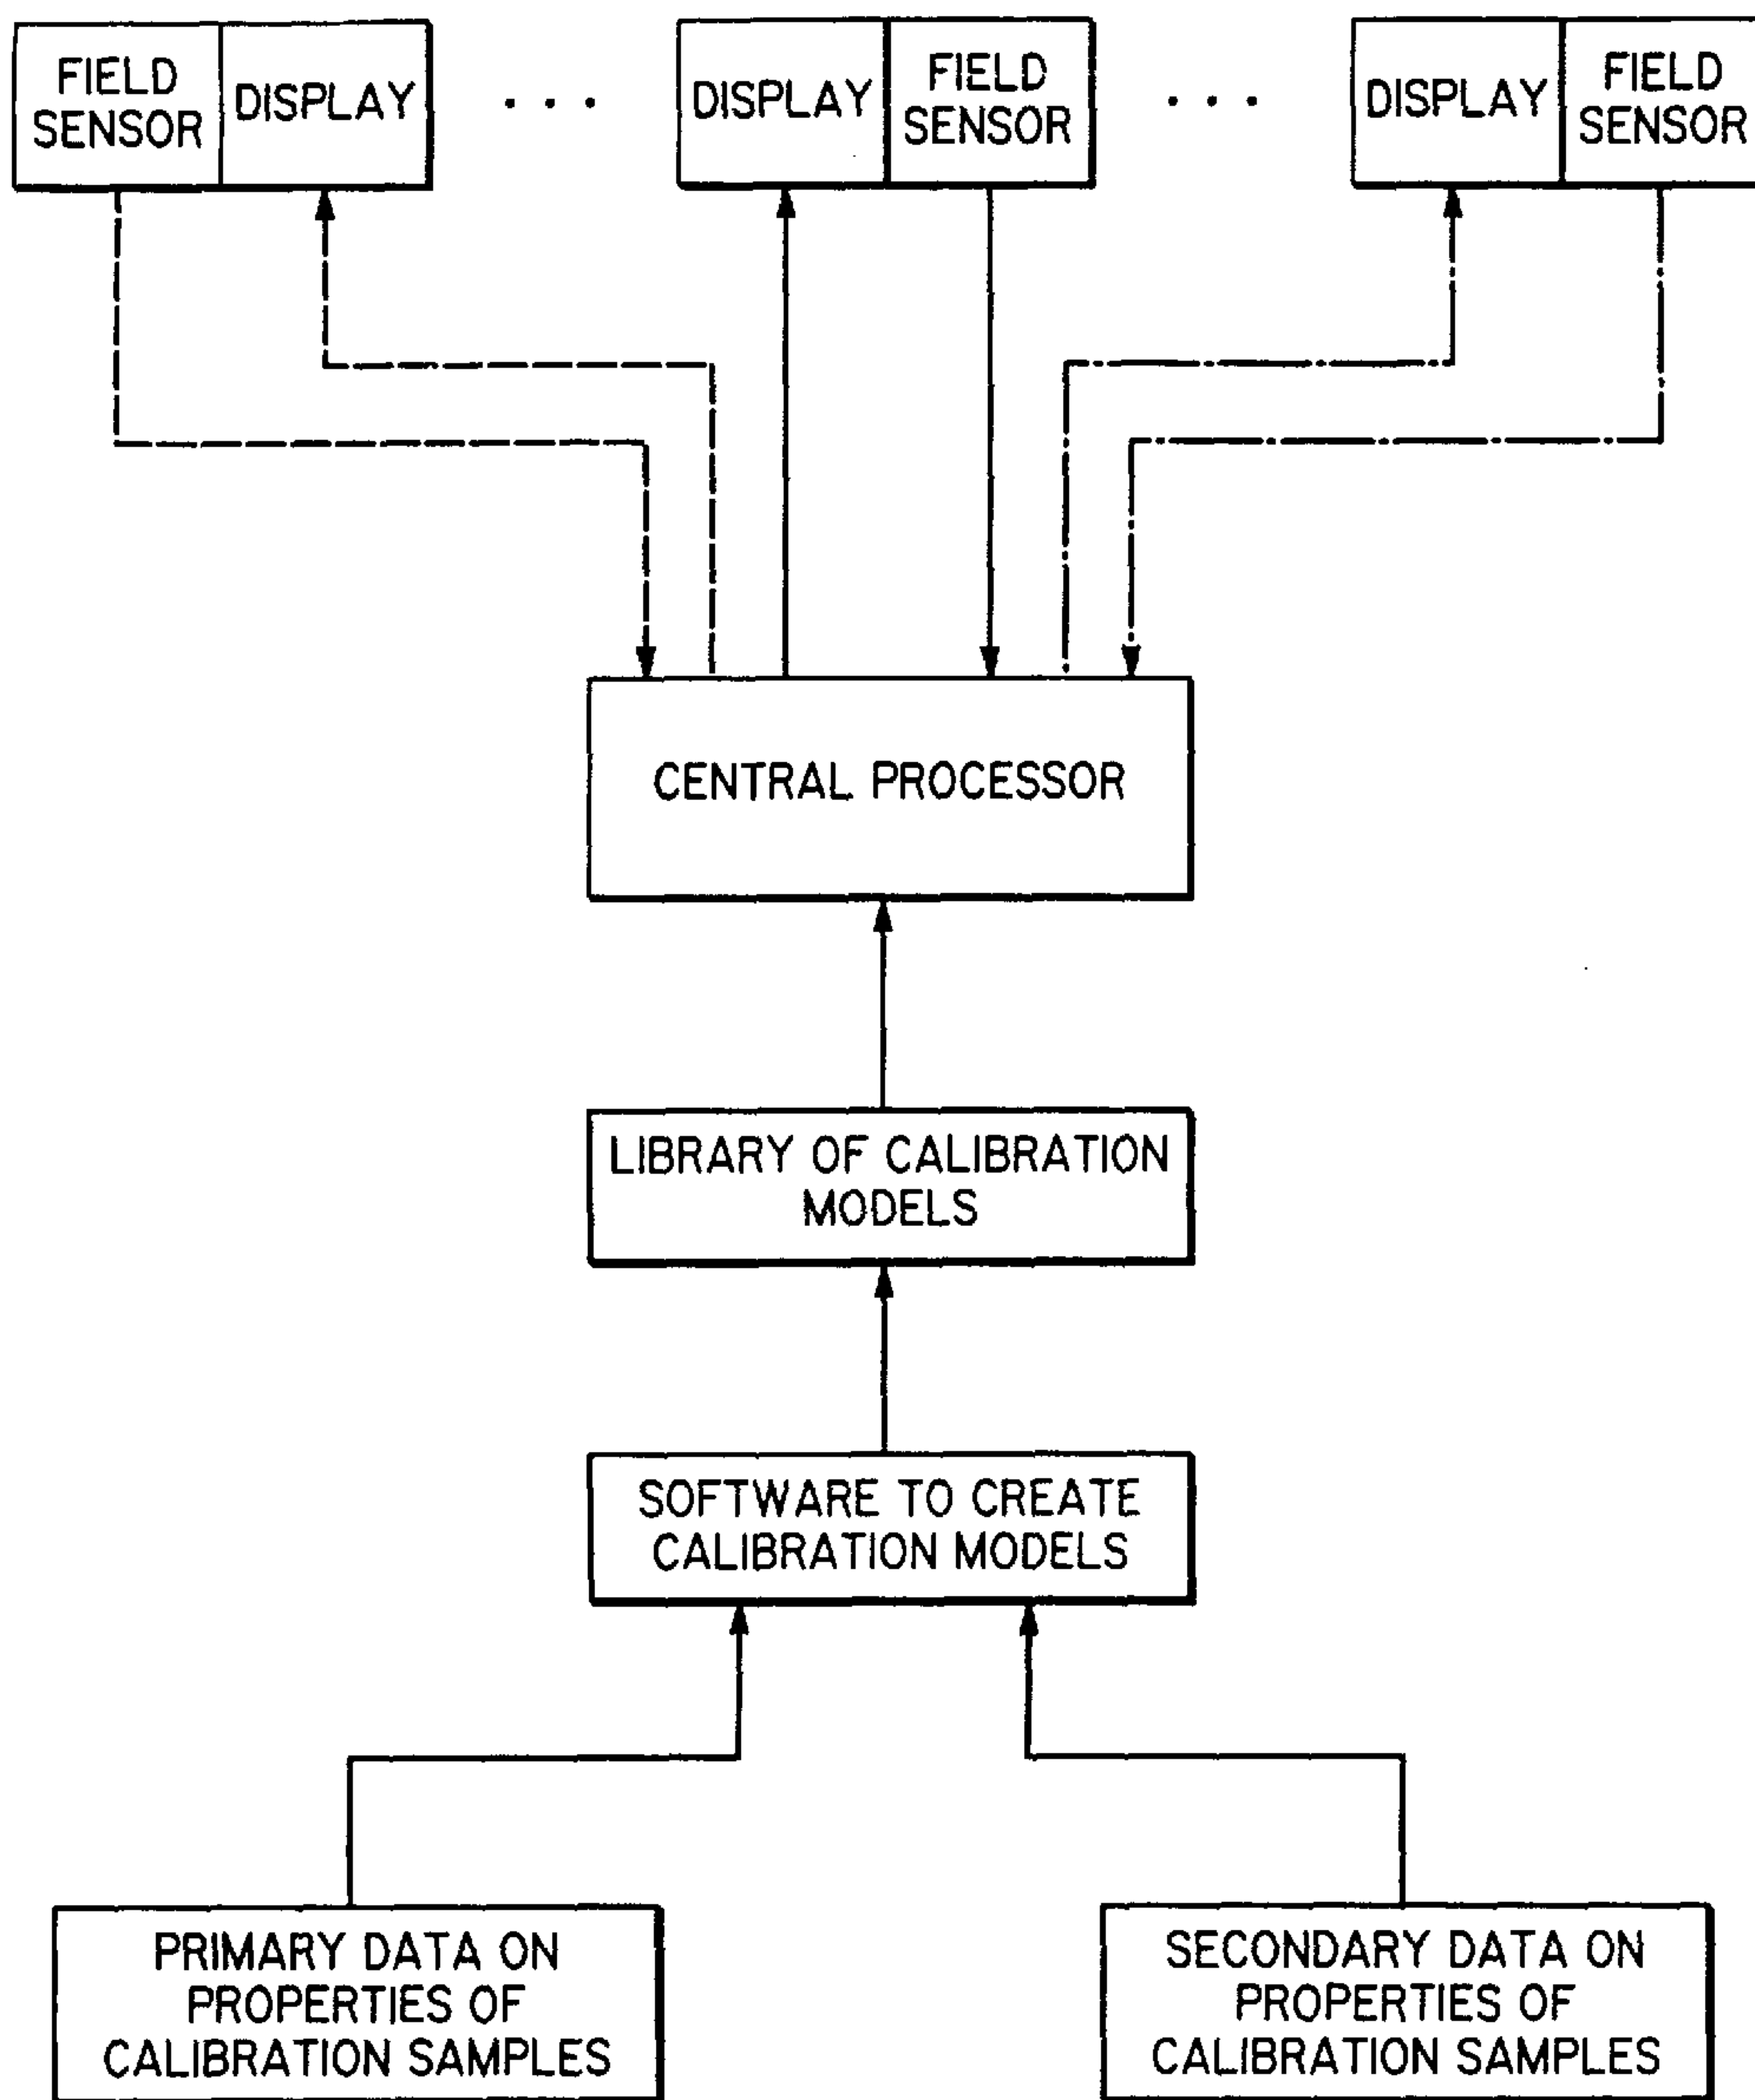 FIELD
SENSOR
DISPLAY
. . .
DISPLAY
FIELD
SENSOR
. . .
DISPLAY
FIELD
SENSOR
CENTRAL PROCESSOR
LIBRARY OF CALIBRATION
MODELS
SOFTWARE TO CREATE
CALIBRATION MODELS
PRIMARY DATA ON
PROPERTIES OF
CALIBRATION SAMPLES
SECONDARY DATA ON
PROPERTIES OF
CALIBRATION SAMPLES